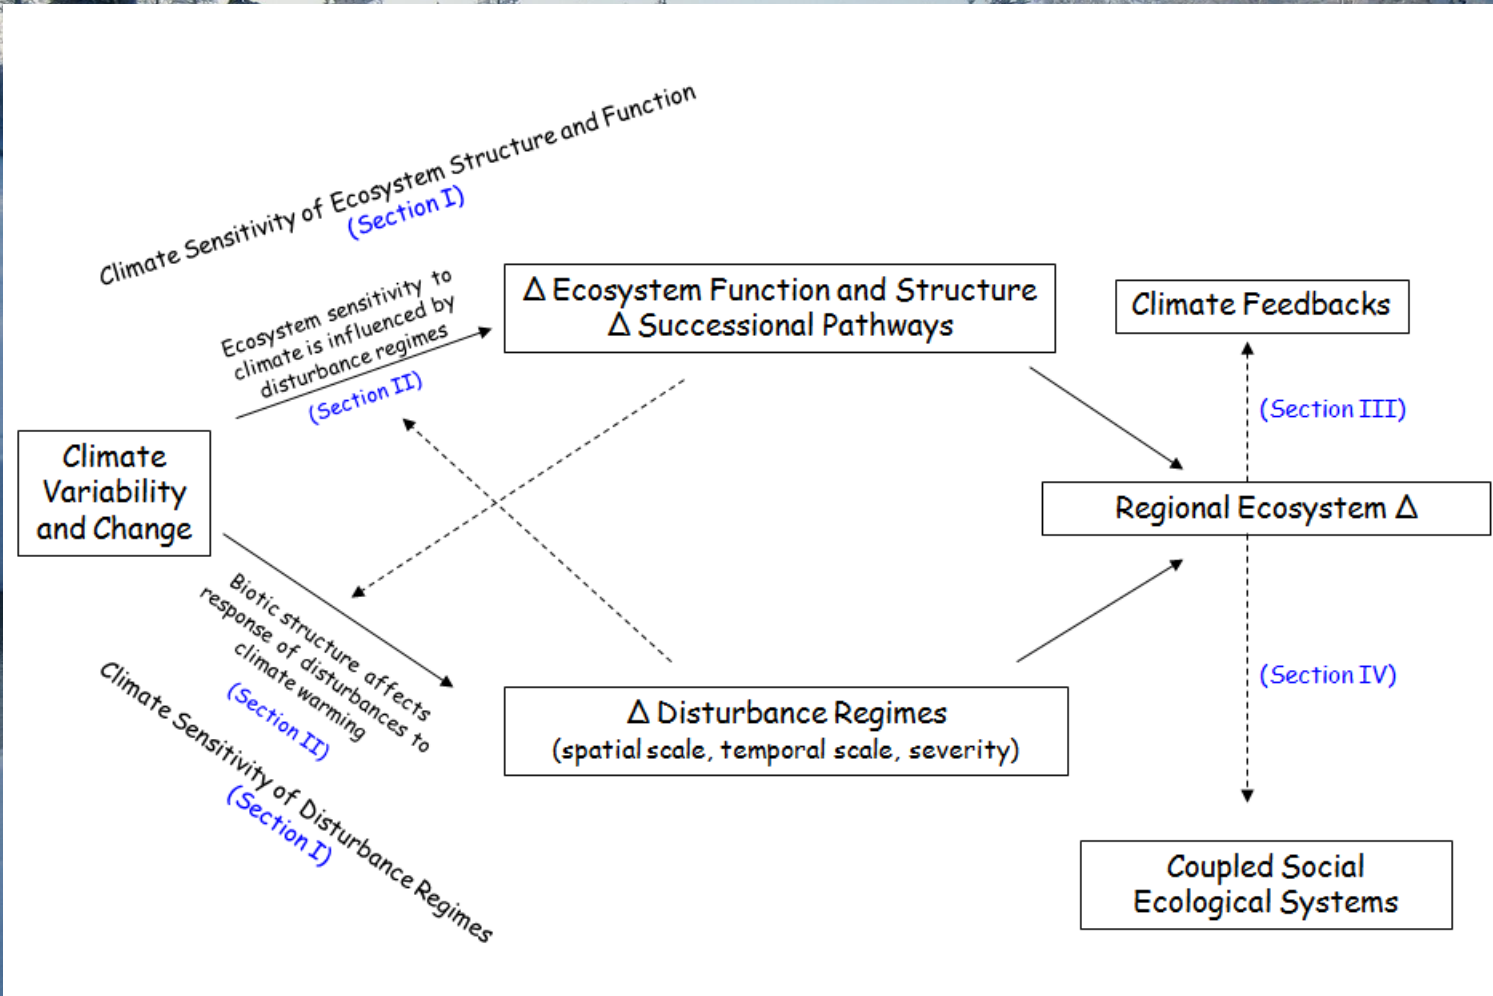 Climate Sensitivity of Ecosystem Structure and Function
(Section I)
Ecosystem sensitivity to
climate is influenced by
disturbance regimes
(Section II)
Δ Ecosystem Function and Structure
Δ Successional Pathways
Climate Feedbacks
(Section III)
Climate
Variability
and Change
Regional Ecosystem Δ
Biotic structure affects
response of disturbances to
climate warming
(Section II)
Climate Sensitivity of Disturbance Regimes
(Section I)
Δ Disturbance Regimes
(spatial scale, temporal scale, severity)
(Section IV)
Coupled Social
Ecological Systems